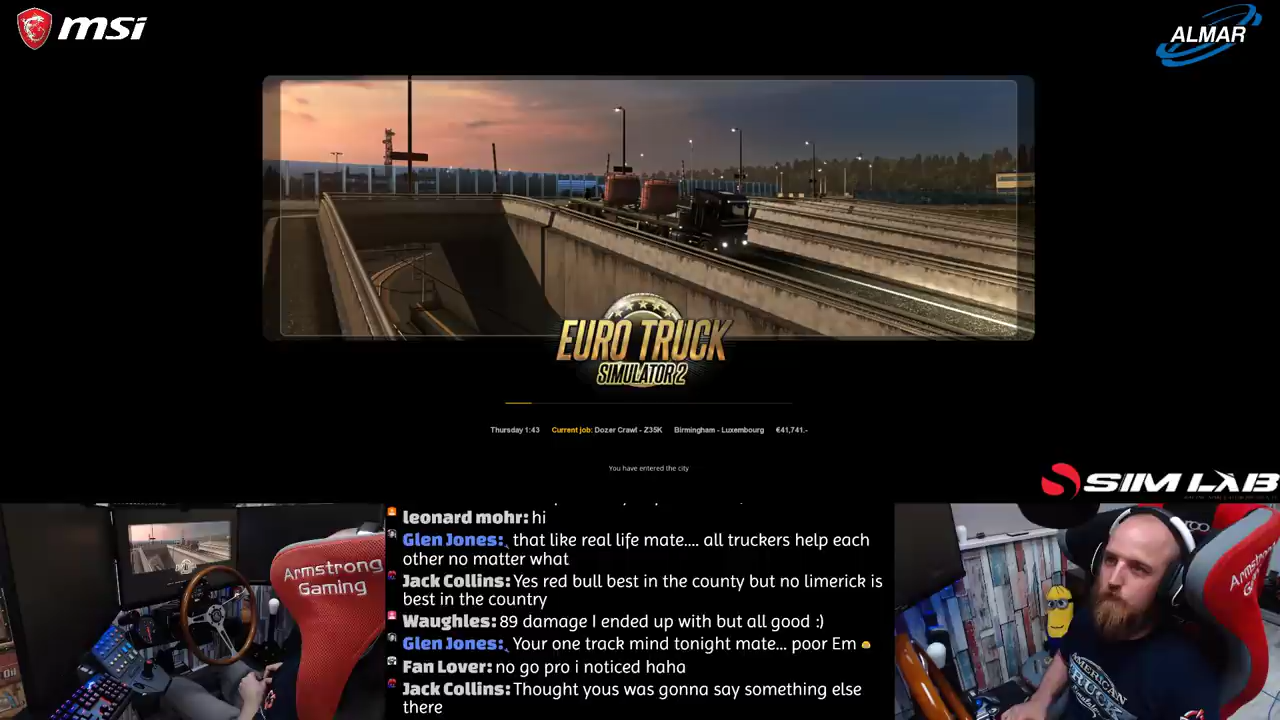 msi
ALMAR
EURO TRUCK
SIMULATOR 2
Thursday 1:43 Current job: Dozer Crawl - Z35K Birmingham - Luxembourg €41,741.-
You have entered the city
SIM LAB
leonard mohr: hi
Glen Jones: that like real life mate.... all truckers help each
other no matter what
Jack Collins: Yes red bull best in the county but no limerick is
best in the country
Waughles: 89 damage I ended up with but all good :)
Glen Jones: Your one track mind tonight mate... poor Em
Fan Lover: no go pro i noticed haha
Jack Collins: Thought yous was gonna say something else
there
Armstrong
Gaming